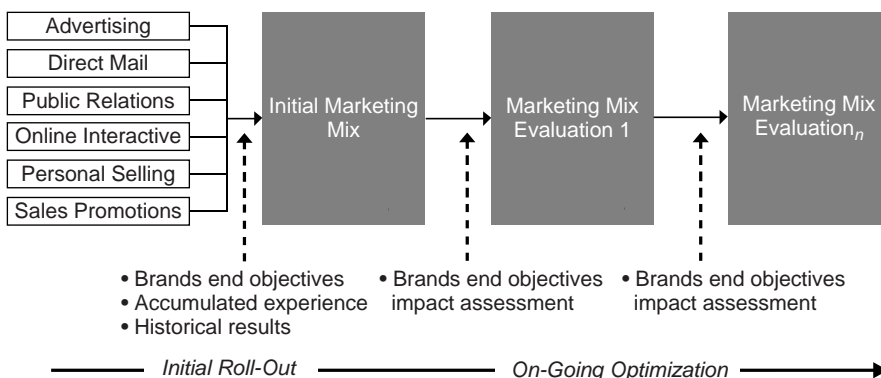 Advertising
Direct Mail
Public Relations
Online Interactive
Personal Selling
Sales Promotions
Initial Marketing
Mix
Marketing Mix
Evaluation 1
Marketing Mix
Evaluationn
• Brands end objectives
• Accumulated experience
• Historical results
• Brands end objectives
impact assessment
• Brands end objectives
impact assessment
Initial Roll-Out
On-Going Optimization